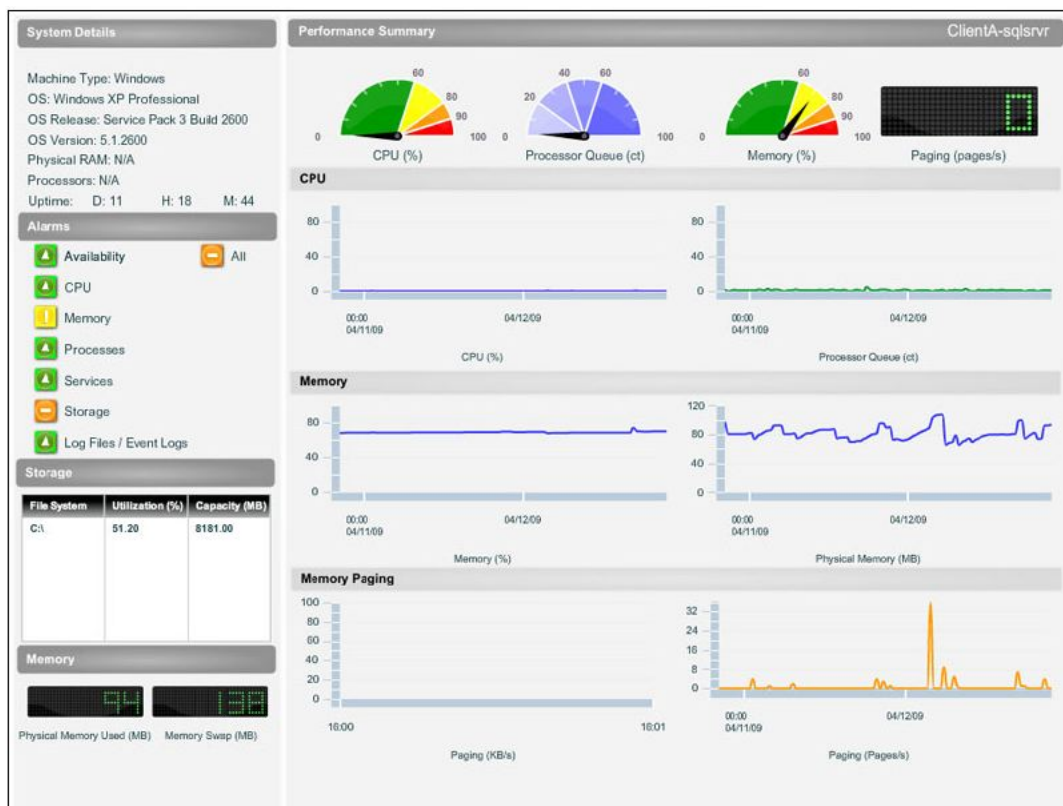 System Details
Machine Type: Windows
OS: Windows XP Professional
OS Release: Service Pack 3 Build 2600
OS Version: 5.1.2600
Physical RAM: N/A
Processors: N/A
Uptime: D: 11 H: 18 M: 44
Alarms
Availability All
CPU
Memory
Processes
Services
Storage
Log Files / Event Logs
Storage
File System Utilization (%) Capacity (MB)
C:\ 51.20 8181.00
Memory
94 138
Physical Memory Used (MB) Memory Swap (MB)
Performance Summary ClientA-sqlsrvr
0 60 80 90 100
CPU (%)
0 20 40 60 100
Processor Queue (ct)
0 60 80 90 100
Memory (%)
0
Paging (pages/s)
CPU
80
40
0
00:00 04/12/09
04/11/09
CPU (%)
80
40
0
00:00 04/12/09
04/11/09
Processor Queue (ct)
Memory
80
40
0
00:00 04/12/09
04/11/09
Memory (%)
120
80
40
0
00:00 04/12/09
04/11/09
Physical Memory (MB)
Memory Paging
100
80
60
40
20
0
16:00 16:01
Paging (KB/s)
32
24
16
8
0
00:00 04/12/09
04/11/09
Paging (Pages/s)